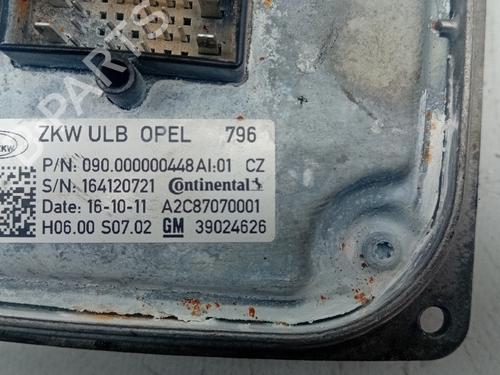 ZKW ULB OPEL 796
ZKW
P/N: 090.000000448AI:01 CZ
S/N: 164120721 Continental
Date: 16-10-11 A2C87070001
H06.00 S07.02 GM 39024626